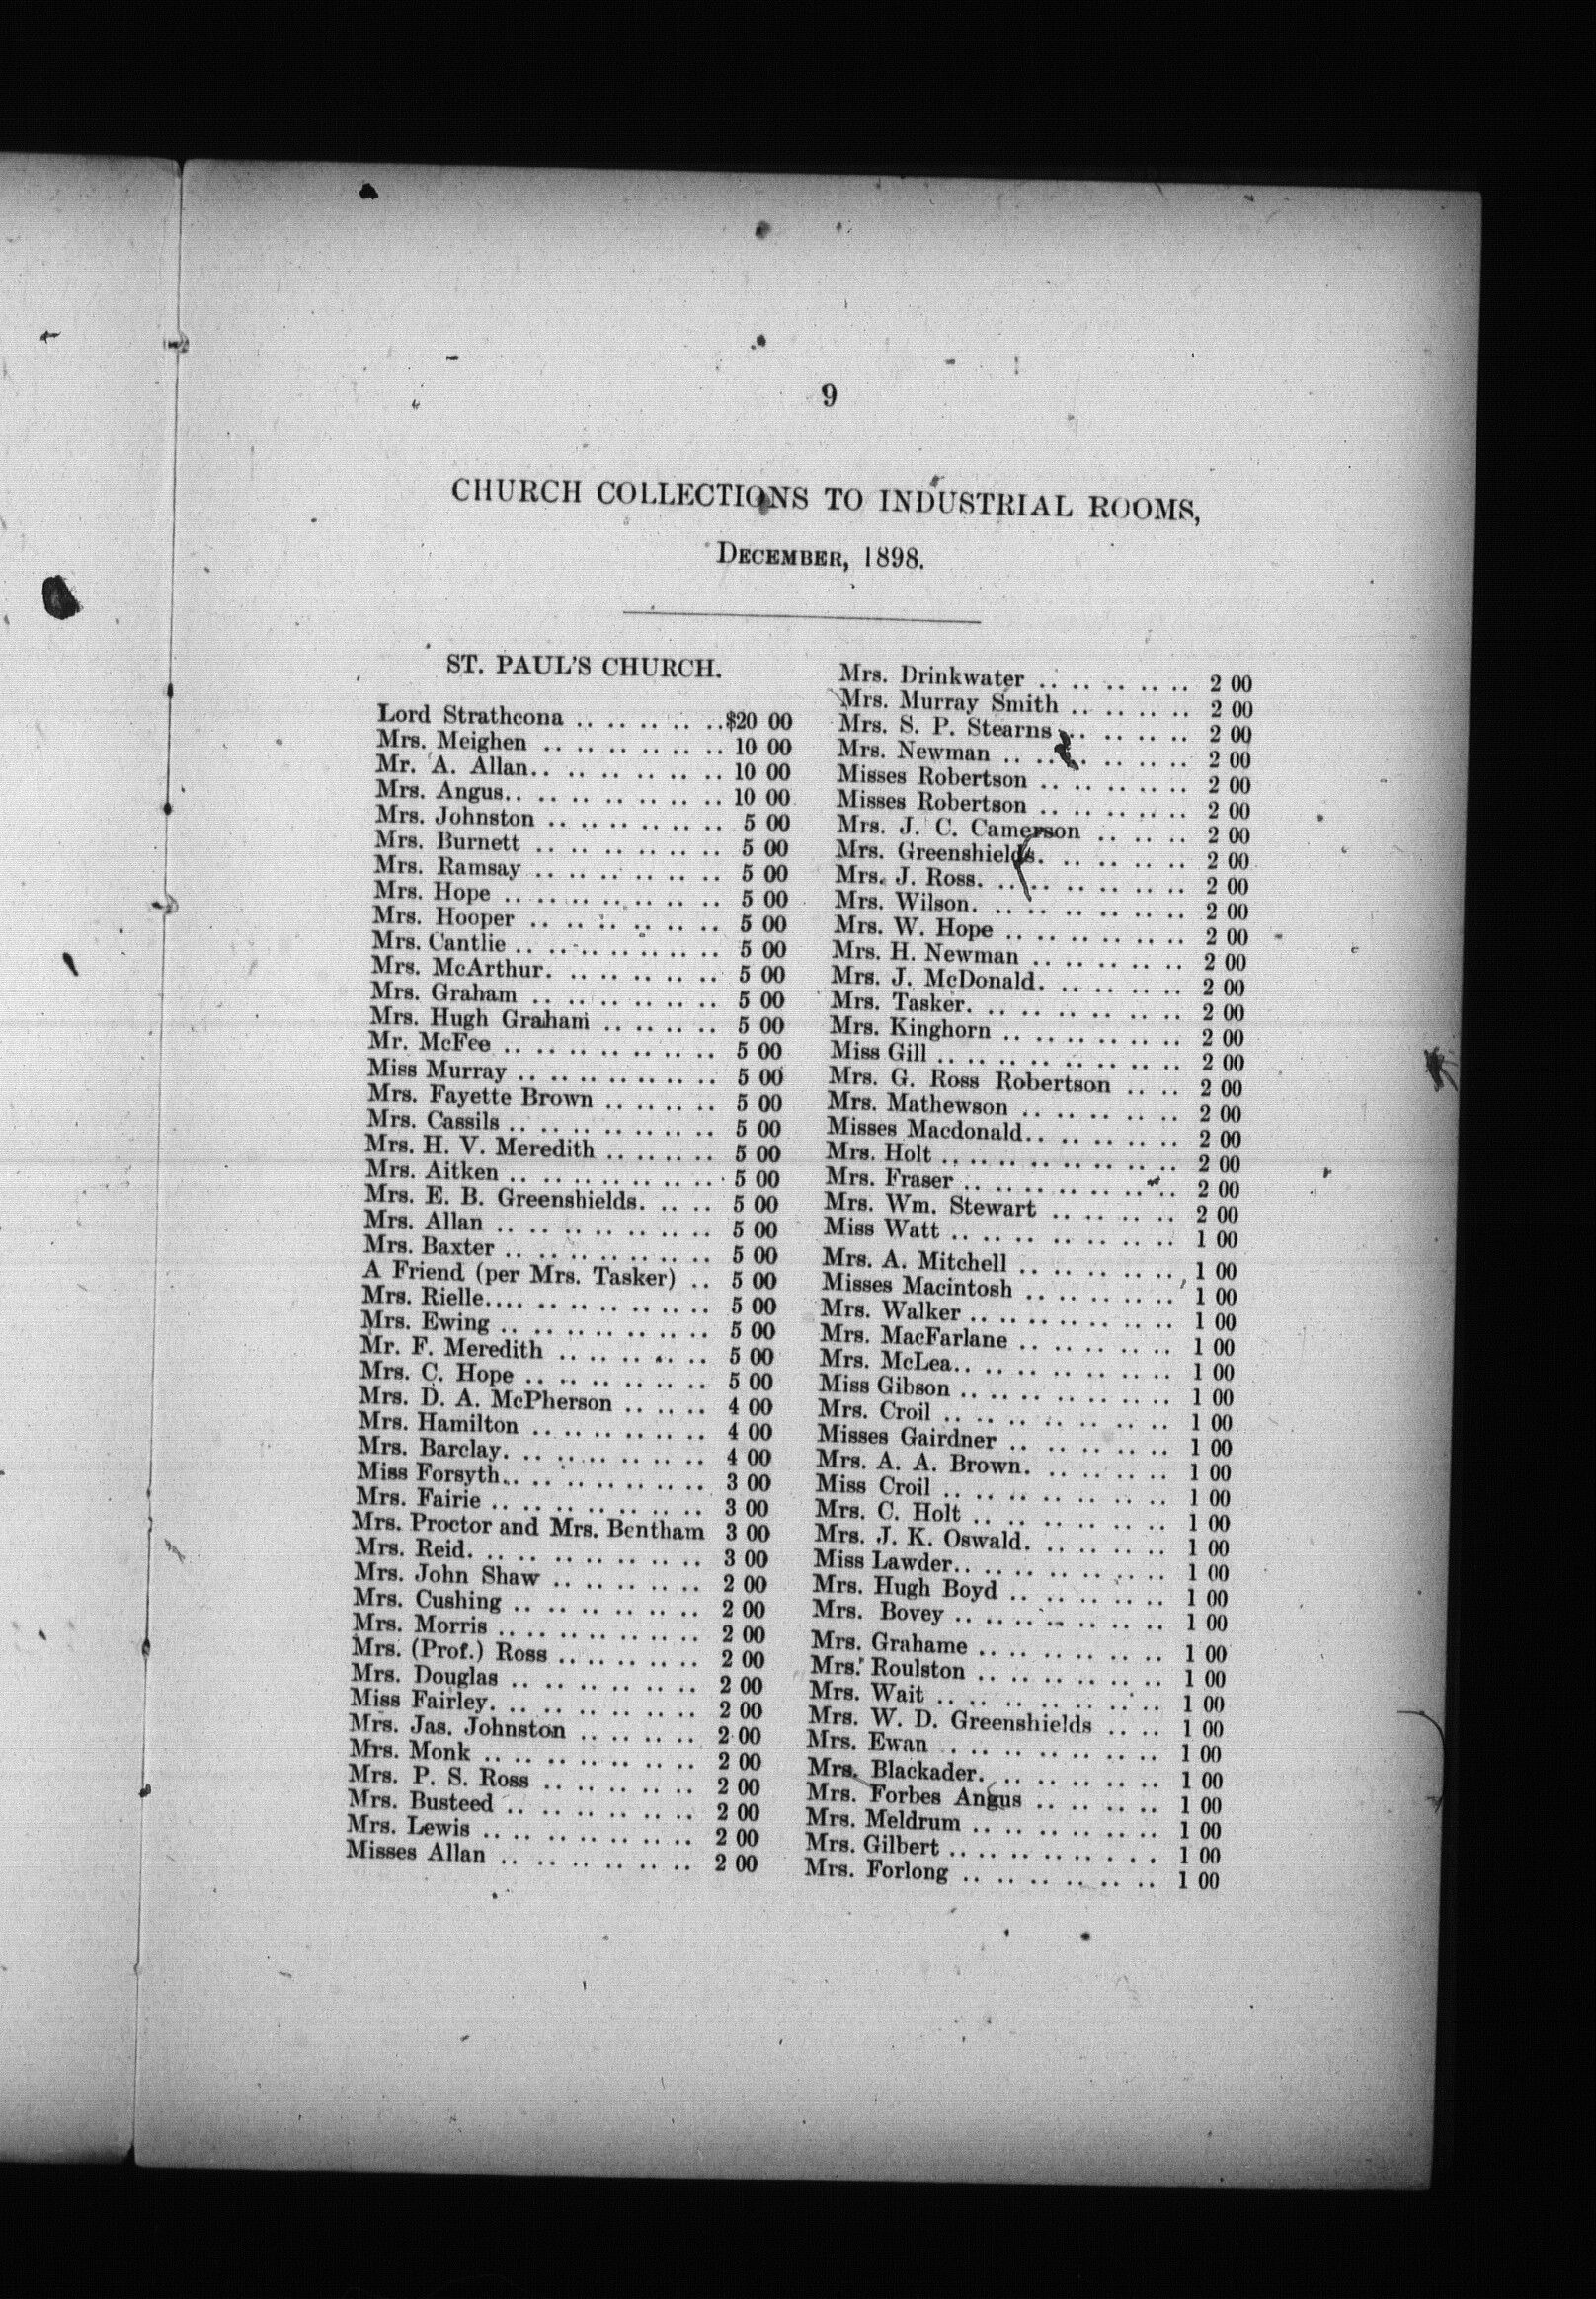 9
CHURCH COLLECTIONS TO INDUSTRIAL ROOMS,
DECEMBER, 1898.
ST. PAUL'S CHURCH.
Lord Strathcona .. .. .. .. ..$20 00
Mrs. Meighen .. .. .. .. .. .. 10 00
Mr. A. Allan.. .. .. .. .. .. .. 10 00
Mrs. Angus.. .. .. .. .. .. .. 10 00
Mrs. Johnston .. .. .. .. .. .. 5 00
Mrs. Burnett .. .. .. .. .. .. 5 00
Mrs. Ramsay .. .. .. .. .. .. 5 00
Mrs. Hope .. .. .. .. .. .. .. 5 00
Mrs. Hooper .. .. .. .. .. .. 5 00
Mrs. Cantlie .. .. .. .. .. .. .. 5 00
Mrs. McArthur. .. .. .. .. .. 5 00
Mrs. Graham .. .. .. .. .. .. 5 00
Mrs. Hugh Graham .. .. .. .. 5 00
Mr. McFee .. .. .. .. .. .. .. 5 00
Miss Murray .. .. .. .. .. .. .. 5 00
Mrs. Fayette Brown .. .. .. .. 5 00
Mrs. Cassils .. .. .. .. .. .. .. 5 00
Mrs. H. V. Meredith .. .. .. .. 5 00
Mrs. Aitken .. .. .. .. .. .. .. 5 00
Mrs. E. B. Greenshields. .. .. 5 00
Mrs. Allan .. .. .. .. .. .. .. 5 00
Mrs. Baxter .. .. .. .. .. .. .. 5 00
A Friend (per Mrs. Tasker) .. 5 00
Mrs. Rielle.... .. .. .. .. .. .. 5 00
Mrs. Ewing .. .. .. .. .. .. .. 5 00
Mr. F. Meredith .. .. .. .. .. 5 00
Mrs. C. Hope .. .. .. .. .. .. 5 00
Mrs. D. A. McPherson .. .. .. 4 00
Mrs. Hamilton .. .. .. .. .. .. 4 00
Mrs. Barclay. .. .. .. .. .. .. 4 00
Miss Forsyth.. .. .. .. .. .. .. 3 00
Mrs. Fairie .. .. .. .. .. .. .. 3 00
Mrs. Proctor and Mrs. Bentham 3 00
Mrs. Reid. .. .. .. .. .. .. .. 3 00
Mrs. John Shaw .. .. .. .. .. 2 00
Mrs. Cushing .. .. .. .. .. .. 2 00
Mrs. Morris .. .. .. .. .. .. .. 2 00
Mrs. (Prof.) Ross .. .. .. .. .. 2 00
Mrs. Douglas .. .. .. .. .. .. 2 00
Miss Fairley. .. .. .. .. .. .. 2 00
Mrs. Jas. Johnston .. .. .. .. 2 00
Mrs. Monk .. .. .. .. .. .. .. 2 00
Mrs. P. S. Ross .. .. .. .. .. 2 00
Mrs. Busteed .. .. .. .. .. .. 2 00
Mrs. Lewis .. .. .. .. .. .. .. 2 00
Misses Allan .. .. .. .. .. .. 2 00
Mrs. Drinkwater .. .. .. .. .. 2 00
Mrs. Murray Smith .. .. .. .. 2 00
Mrs. S. P. Stearns .. .. .. .. 2 00
Mrs. Newman .. .. .. .. .. .. 2 00
Misses Robertson .. .. .. .. .. 2 00
Misses Robertson .. .. .. .. .. 2 00
Mrs. J. C. Camerson .. .. .. 2 00
Mrs. Greenshields. .. .. .. .. 2 00
Mrs. J. Ross. .. .. .. .. .. .. 2 00
Mrs. Wilson. .. .. .. .. .. .. 2 00
Mrs. W. Hope .. .. .. .. .. .. 2 00
Mrs. H. Newman .. .. .. .. .. 2 00
Mrs. J. McDonald. .. .. .. .. 2 00
Mrs. Tasker. .. .. .. .. .. .. 2 00
Mrs. Kinghorn .. .. .. .. .. .. 2 00
Miss Gill .. .. .. .. .. .. .. .. 2 00
Mrs. G. Ross Robertson .. .. 2 00
Mrs. Mathewson .. .. .. .. .. 2 00
Misses Macdonald.. .. .. .. .. 2 00
Mrs. Holt .. .. .. .. .. .. .. .. 2 00
Mrs. Fraser .. .. .. .. .. .. .. 2 00
Mrs. Wm. Stewart .. .. .. .. 2 00
Miss Watt .. .. .. .. .. .. .. 1 00
Mrs. A. Mitchell .. .. .. .. .. 1 00
Misses Macintosh .. .. .. .. .. 1 00
Mrs. Walker .. .. .. .. .. .. .. 1 00
Mrs. MacFarlane .. .. .. .. .. 1 00
Mrs. McLea.. .. .. .. .. .. .. 1 00
Miss Gibson .. .. .. .. .. .. .. 1 00
Mrs. Croil .. .. .. .. .. .. .. 1 00
Misses Gairdner .. .. .. .. .. 1 00
Mrs. A. A. Brown. .. .. .. .. 1 00
Miss Croil .. .. .. .. .. .. .. 1 00
Mrs. C. Holt .. .. .. .. .. .. 1 00
Mrs. J. K. Oswald. .. .. .. .. 1 00
Miss Lawder.. .. .. .. .. .. .. 1 00
Mrs. Hugh Boyd .. .. .. .. .. 1 00
Mrs. Bovey .. .. .. .. .. .. .. 1 00
Mrs. Grahame .. .. .. .. .. .. 1 00
Mrs. Roulston .. .. .. .. .. .. 1 00
Mrs. Wait .. .. .. .. .. .. .. 1 00
Mrs. W. D. Greenshields .. .. 1 00
Mrs. Ewan .. .. .. .. .. .. .. 1 00
Mrs. Blackader. .. .. .. .. .. 1 00
Mrs. Forbes Angus .. .. .. .. 1 00
Mrs. Meldrum .. .. .. .. .. .. 1 00
Mrs. Gilbert .. .. .. .. .. . . . 1 00
Mrs. Forlong .. .. .. .. .. .. 1 00